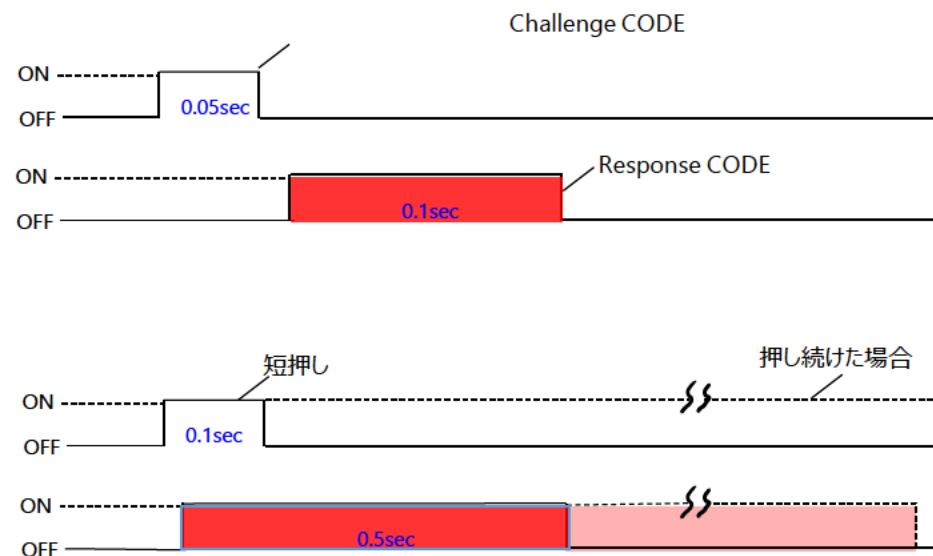 Challenge CODE
ON
0.05sec
OFF
ON
Response CODE
0.1sec
OFF
短押し
押し続けた場合
ON
0.1sec
OFF
ON
0.5sec
OFF